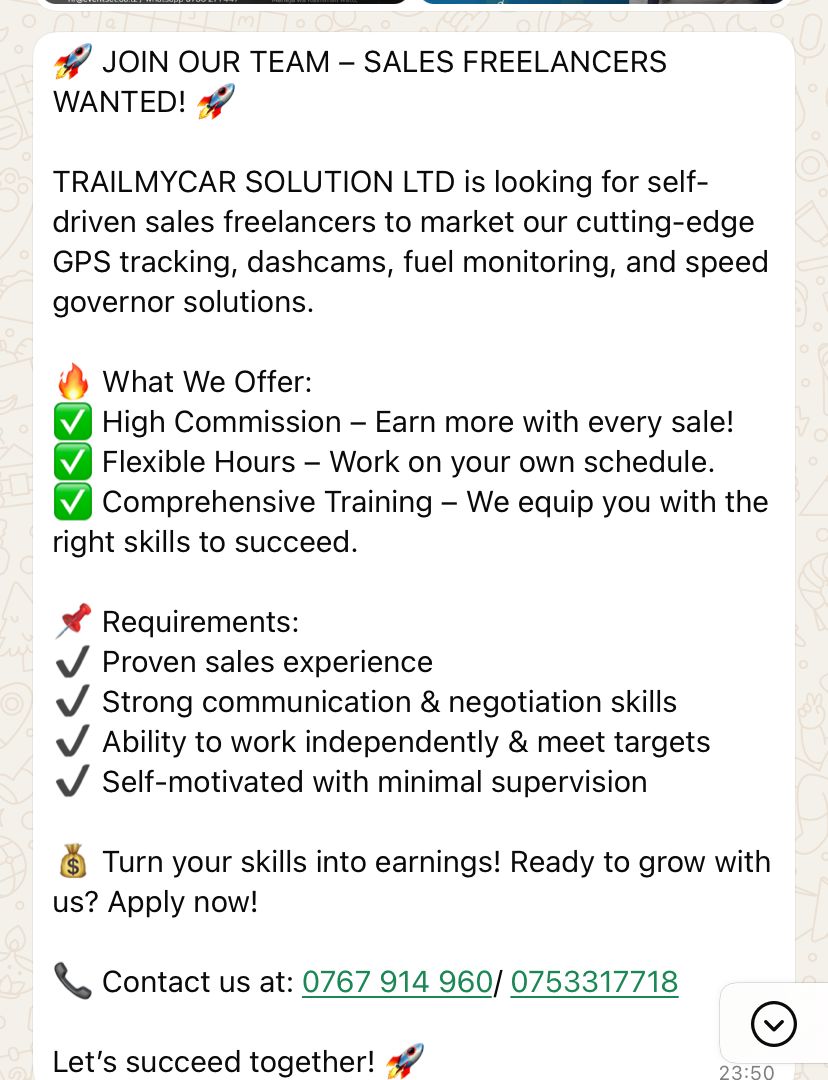 🚀 JOIN OUR TEAM – SALES FREELANCERS
WANTED! 🚀
TRAILMYCAR SOLUTION LTD is looking for self-
driven sales freelancers to market our cutting-edge
GPS tracking, dashcams, fuel monitoring, and speed
governor solutions.
🔥 What We Offer:
✅ High Commission – Earn more with every sale!
✅ Flexible Hours – Work on your own schedule.
✅ Comprehensive Training – We equip you with the
right skills to succeed.
📌 Requirements:
✔ Proven sales experience
✔ Strong communication & negotiation skills
✔ Ability to work independently & meet targets
✔ Self-motivated with minimal supervision
💰 Turn your skills into earnings! Ready to grow with
us? Apply now!
📞 Contact us at: 0767 914 960/ 0753317718
Let’s succeed together! 🚀
23:50